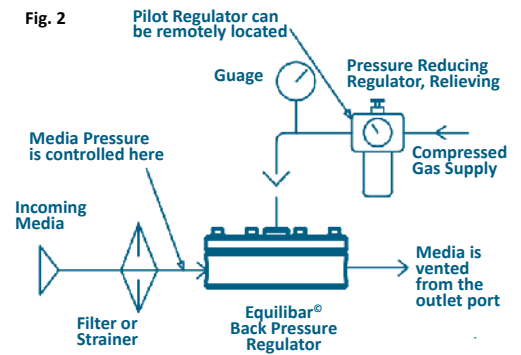 Fig. 2
Pilot Regulator can
be remotely located
Guage
Pressure Reducing
Regulator, Relieving
Compressed
Gas Supply
Media Pressure
is controlled here
Incoming
Media
Filter or
Strainer
Equilibar©
Back Pressure
Regulator
Media is
vented
from the
outlet port